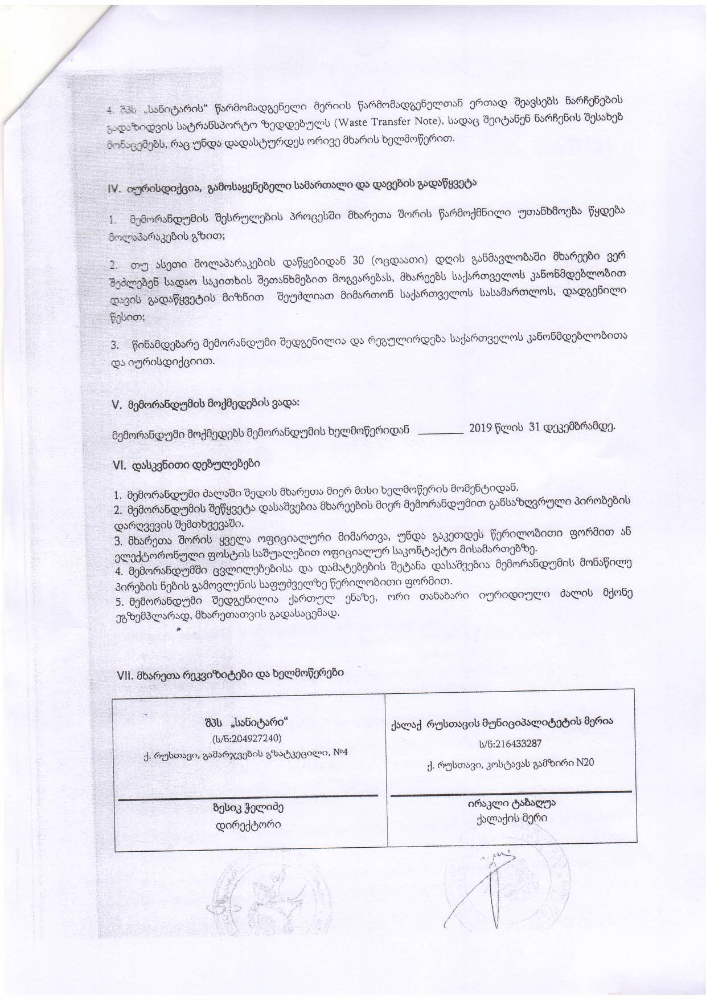 4. შპს „სანიტარის“ წარმომადგენელი მერიის წარმომადგენელთან ერთად შეავსებს ნარჩენების
გადაზიდვის სატრანსპორტო ზედდებულს (Waste Transfer Note), სადაც შეიტანენ ნარჩენის შესახებ
მონაცემებს, რაც უნდა დადასტურდეს ორივე მხარის ხელმოწერით.
IV. იურისდიქცია, გამოსაყენებელი სამართალი და დავების გადაწყვეტა
1. მემორანდუმის შესრულების პროცესში მხარეთა შორის წარმოქმნილი უთანხმოება წყდება
მოლაპარაკების გზით;
2. თუ ასეთი მოლაპარაკების დაწყებიდან 30 (ოცდაათი) დღის განმავლობაში მხარეები ვერ
შეძლებენ სადაო საკითხის შეთანხმებით მოგვარებას, მხარეებს საქართველოს კანონმდებლობით
დავის გადაწყვეტის მიზნით შეუძლიათ მიმართონ საქართველოს სასამართლოს, დადგენილი
წესით;
3. წინამდებარე მემორანდუმი შედგენილია და რეგულირდება საქართველოს კანონმდებლობითა
და იურისდიქციით.
V. მემორანდუმის მოქმედების ვადა:
მემორანდუმი მოქმედებს მემორანდუმის ხელმოწერიდან ________ 2019 წლის 31 დეკემბრამდე.
VI. დასკვნითი დებულებები
1. მემორანდუმი ძალაში შედის მხარეთა მიერ მისი ხელმოწერის მომენტიდან.
2. მემორანდუმის შეწყვეტა დასაშვებია მხარეების მიერ მემორანდუმით განსაზღვრული პირობების
დარღვევის შემთხვევაში.
3. მხარეთა შორის ყველა ოფიციალური მიმართვა, უნდა გაკეთდეს წერილობითი ფორმით ან
ელექტორონული ფოსტის საშუალებით ოფიციალურ საკონტაქტო მისამართებზე.
4. მემორანდუმში ცვლილებებისა და დამატებების შეტანა დასაშვებია მემორანდუმის მონაწილე
პირების ნების გამოვლენის საფუძველზე წერილობითი ფორმით.
5. მემორანდუმი შედგენილია ქართულ ენაზე, ორი თანაბარი იურიდიული ძალის მქონე
ეგზემპლარად, მხარეთათვის გადასაცემად.
VII. მხარეთა რეკვიზიტები და ხელმოწერები
შპს „სანიტარი“
(ს/ნ:204927240)
ქ. რუსთავი, გამარჯვების გზატკეცილი, №4
ბესიკ ჭელიძე
დირექტორი
ქალაქ რუსთავის მუნიციპალიტეტის მერია
ს/ნ:216433287
ქ. რუსთავი, კოსტავას გამზირი N20
ირაკლი ტაბაღუა
ქალაქის მერი